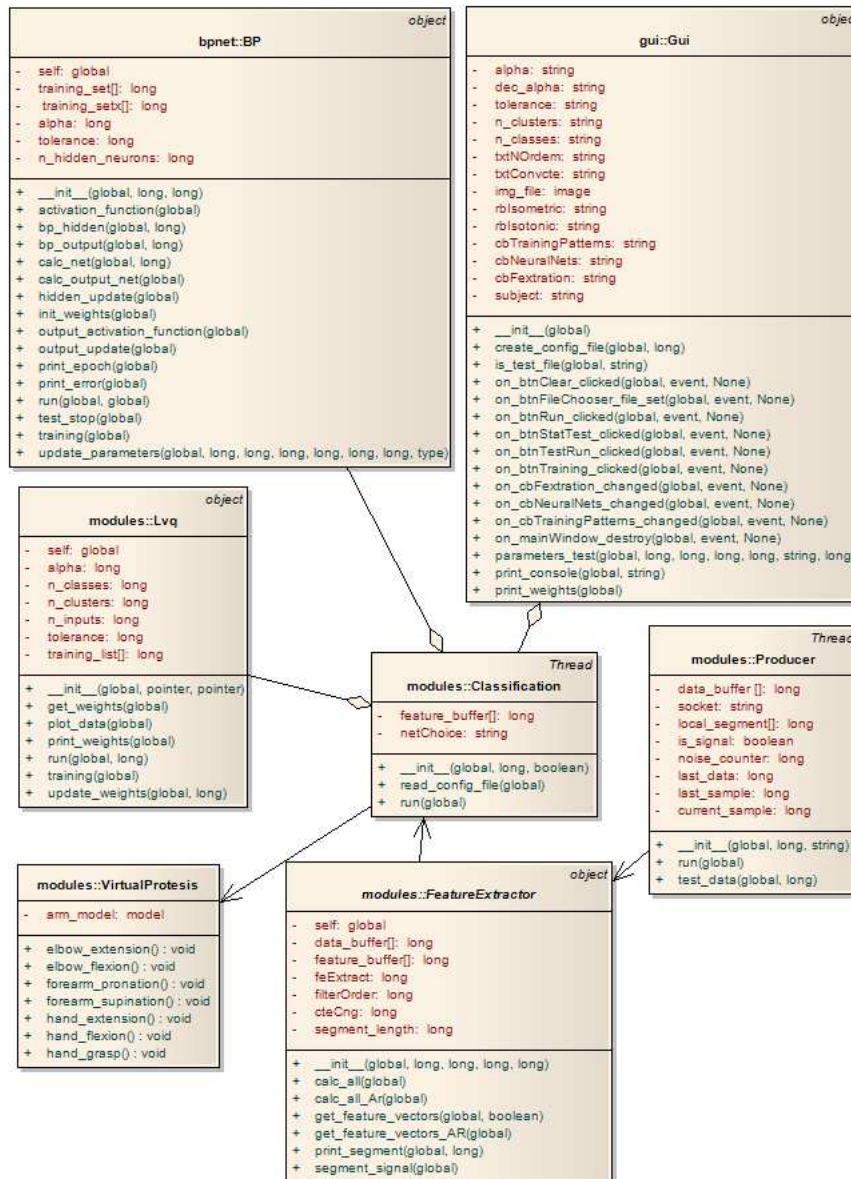 object
bpnet::BP
- self: global
- training_set[]: long
- training_setx[]: long
- alpha: long
- tolerance: long
- n_hidden_neurons: long
+ __init__(global, long, long)
+ activation_function(global)
+ bp_hidden(global, long)
+ bp_output(global, long)
+ calc_net(global, long)
+ calc_output_net(global)
+ hidden_update(global)
+ init_weights(global)
+ output_activation_function(global)
+ output_update(global)
+ print_epoch(global)
+ print_error(global)
+ run(global, global)
+ test_stop(global)
+ training(global)
+ update_parameters(global, long, long, long, long, long, long, type)
object
gui::Gui
- alpha: string
- dec_alpha: string
- tolerance: string
- n_clusters: string
- n_classes: string
- txtNOrdem: string
- txtConvcte: string
- img_file: image
- rbIsometric: string
- rbIsotonic: string
- cbTrainingPatterns: string
- cbNeuralNets: string
- cbFextration: string
- subject: string
+ __init__(global)
+ create_config_file(global, long)
+ is_test_file(global, string)
+ on_btnClear_clicked(global, event, None)
+ on_btnFileChooser_file_set(global, event, None)
+ on_btnRun_clicked(global, event, None)
+ on_btnStatTest_clicked(global, event, None)
+ on_btnTestRun_clicked(global, event, None)
+ on_btnTraining_clicked(global, event, None)
+ on_cbFextration_changed(global, event, None)
+ on_cbNeuralNets_changed(global, event, None)
+ on_cbTrainingPatterns_changed(global, event, None)
+ on_mainWindow_destroy(global, event, None)
+ parameters_test(global, long, long, long, long, string, long
+ print_console(global, string)
+ print_weights(global)
object
modules::Lvq
- self: global
- alpha: long
- n_classes: long
- n_clusters: long
- n_inputs: long
- tolerance: long
- training_list[]: long
+ __init__(global, pointer, pointer)
+ get_weights(global)
+ plot_data(global)
+ print_weights(global)
+ run(global, long)
+ training(global)
+ update_weights(global, long)
Thread
modules::Classification
- feature_buffer[]: long
- netChoice: string
+ __init__(global, long, boolean)
+ read_config_file(global)
+ run(global)
Thread
modules::Producer
- data_buffer []: long
- socket: string
- local_segment[]: long
- is_signal: boolean
- noise_counter: long
- last_data: long
- last_sample: long
- current_sample: long
+ __init__(global, long, string)
+ run(global)
+ test_data(global, long)
modules::VirtualProtesis
- arm_model: model
+ elbow_extension() : void
+ elbow_flexion() : void
+ forearm_pronation() : void
+ forearm_supination() : void
+ hand_extension() : void
+ hand_flexion() : void
+ hand_grasp() : void
object
modules::FeatureExtractor
- self: global
- data_buffer[]: long
- feature_buffer[]: long
- feExtract: long
- filterOrder: long
- cteCng: long
- segment_length: long
+ __init__(global, long, long, long, long)
+ calc_all(global)
+ calc_all_Ar(global)
+ get_feature_vectors(global, boolean)
+ get_feature_vectors_AR(global)
+ print_segment(global, long)
+ segment_signal(global)